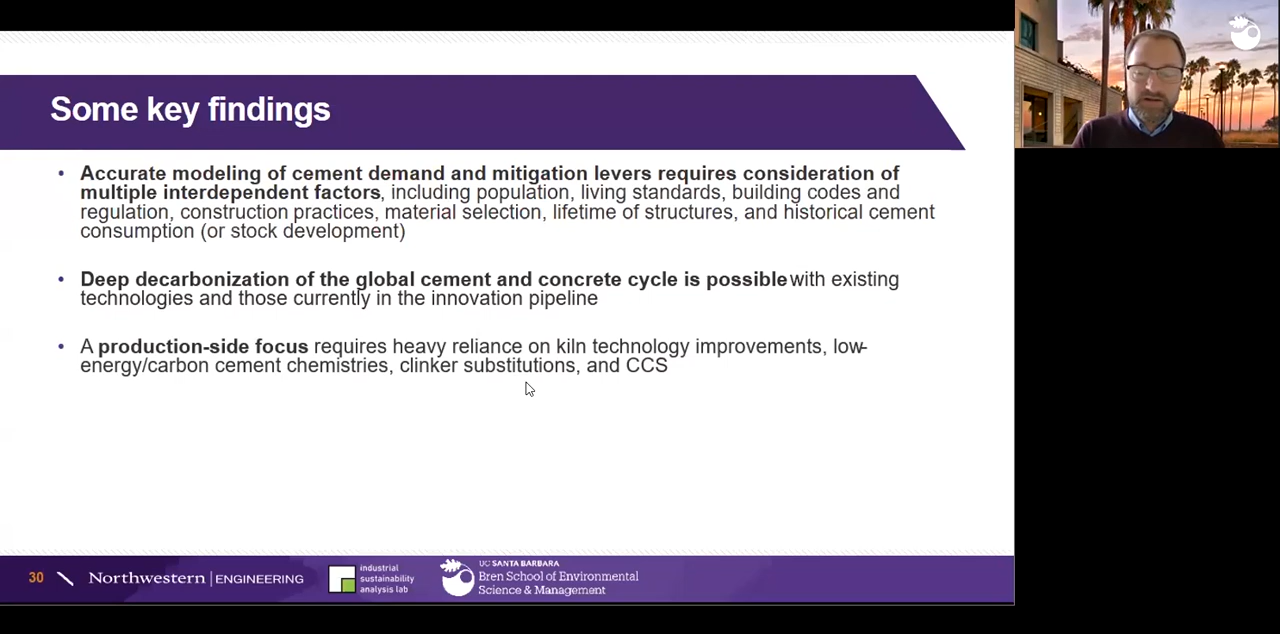 Some key findings
• Accurate modeling of cement demand and mitigation levers requires consideration of
multiple interdependent factors, including population, living standards, building codes and
regulation, construction practices, material selection, lifetime of structures, and historical cement
consumption (or stock development)
• Deep decarbonization of the global cement and concrete cycle is possible with existing
technologies and those currently in the innovation pipeline
• A production-side focus requires heavy reliance on kiln technology improvements, low-
energy/carbon cement chemistries, clinker substitutions, and CCS
30
Northwestern | ENGINEERING
industrial
sustainability
analysis lab
UC SANTA BARBARA
Bren School of Environmental
Science & Management